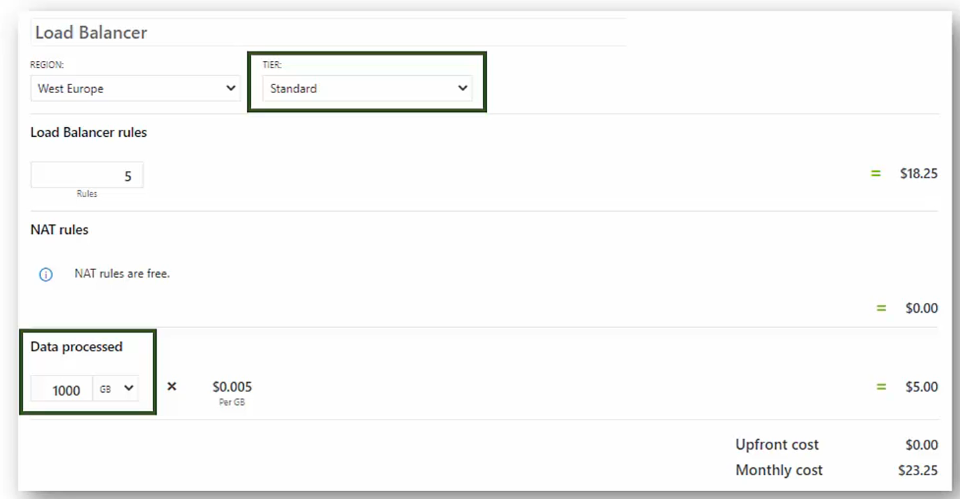 Load Balancer
REGION: TIER:
West Europe Standard
Load Balancer rules
5 = $18.25
Rules
NAT rules
NAT rules are free.
= $0.00
Data processed
1000 GB × $0.005 = $5.00
Per GB
Upfront cost $0.00
Monthly cost $23.25